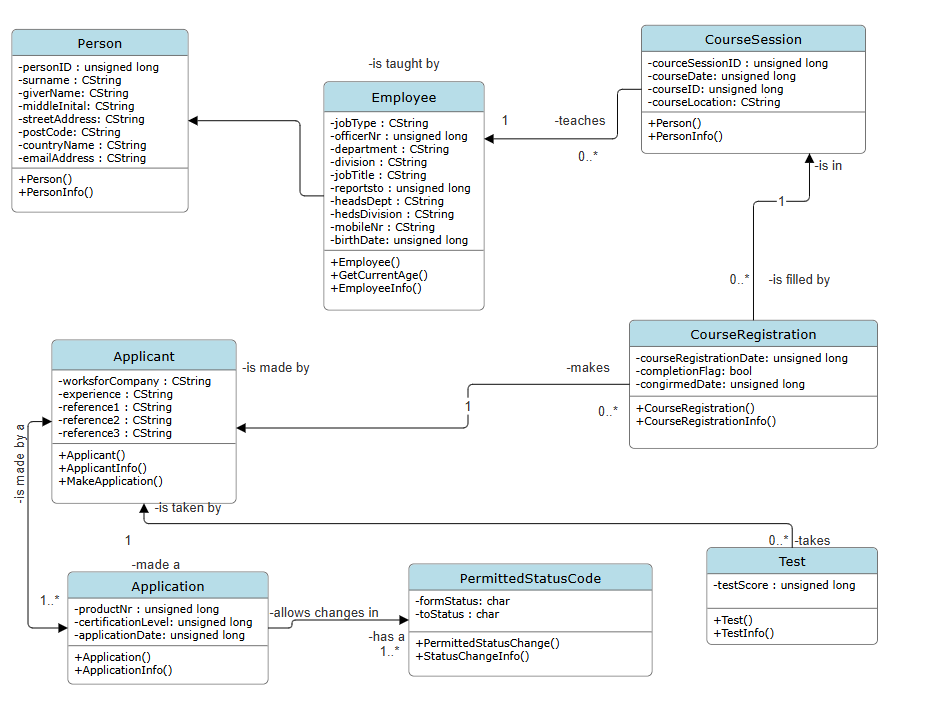 Person
-personID : unsigned long
-surname : CString
-giverName: CString
-middleInital: CString
-streetAddress: CString
-postCode: CString
-countryName : CString
-emailAddress : CString
+Person()
+PersonInfo()
-is taught by
Employee
-jobType : CString
-officerNr : unsigned long
-department : CString
-division : CString
-jobTitle : CString
-reportsto : unsigned long
-headsDept : CString
-hedsDivision : CString
-mobileNr : CString
-birthDate: unsigned long
+Employee()
+GetCurrentAge()
+EmployeeInfo()
1
-teaches
0..*
CourseSession
-courceSessionID : unsigned long
-courseDate: unsigned long
-courseID: unsigned long
-courseLocation: CString
+Person()
+PersonInfo()
-is in
1
0..*
-is filled by
CourseRegistration
-courseRegistrationDate: unsigned long
-completionFlag: bool
-congirmedDate: unsigned long
+CourseRegistration()
+CourseRegistrationInfo()
-makes
0..*
1
-is made by
Applicant
-worksforCompany : CString
-experience : CString
-reference1 : CString
-reference2 : CString
-reference3 : CString
+Applicant()
+ApplicantInfo()
+MakeApplication()
-is made by a
-is taken by
1
-made a
1..*
Application
-productNr : unsigned long
-certificationLevel: unsigned long
-applicationDate: unsigned long
+Application()
+ApplicationInfo()
-allows changes in
-has a
1..*
PermittedStatusCode
-formStatus: char
-toStatus : char
+PermittedStatusChange()
+StatusChangeInfo()
0..*
-takes
Test
-testScore : unsigned long
+Test()
+TestInfo()